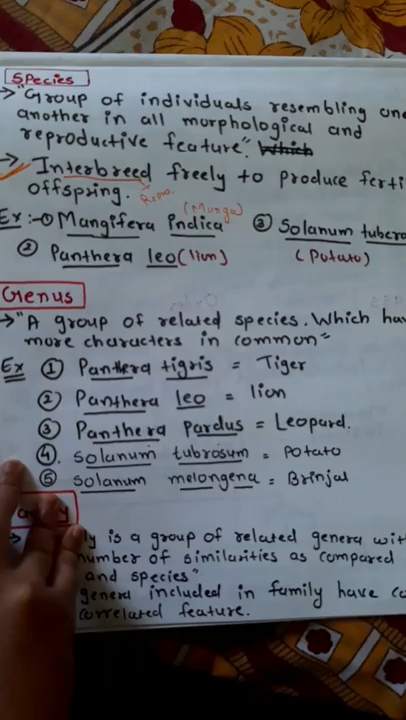 Species
→ "Group of individuals resembling one
another in all morphological and
reproductive feature".
→ Interbreed freely to produce ferti
offspring.
Repro.
(Mango)
Ex:-① Mangifera Indica ③ Solanum tubero
② Panthera leo (lion) (Potato)
Genus
→ "A group of related species. Which hav
more characters in common"
Ex ① Panthera tigris = Tiger
② Panthera leo = lion
③ Panthera Pardus = Leopard.
④. Solanum tubrosum = Potato
⑤ Solanum melongena = Brinjal
ly is a group of related genera wit
number of similarities as compared
and species"
genera included in family have co
correlated feature.